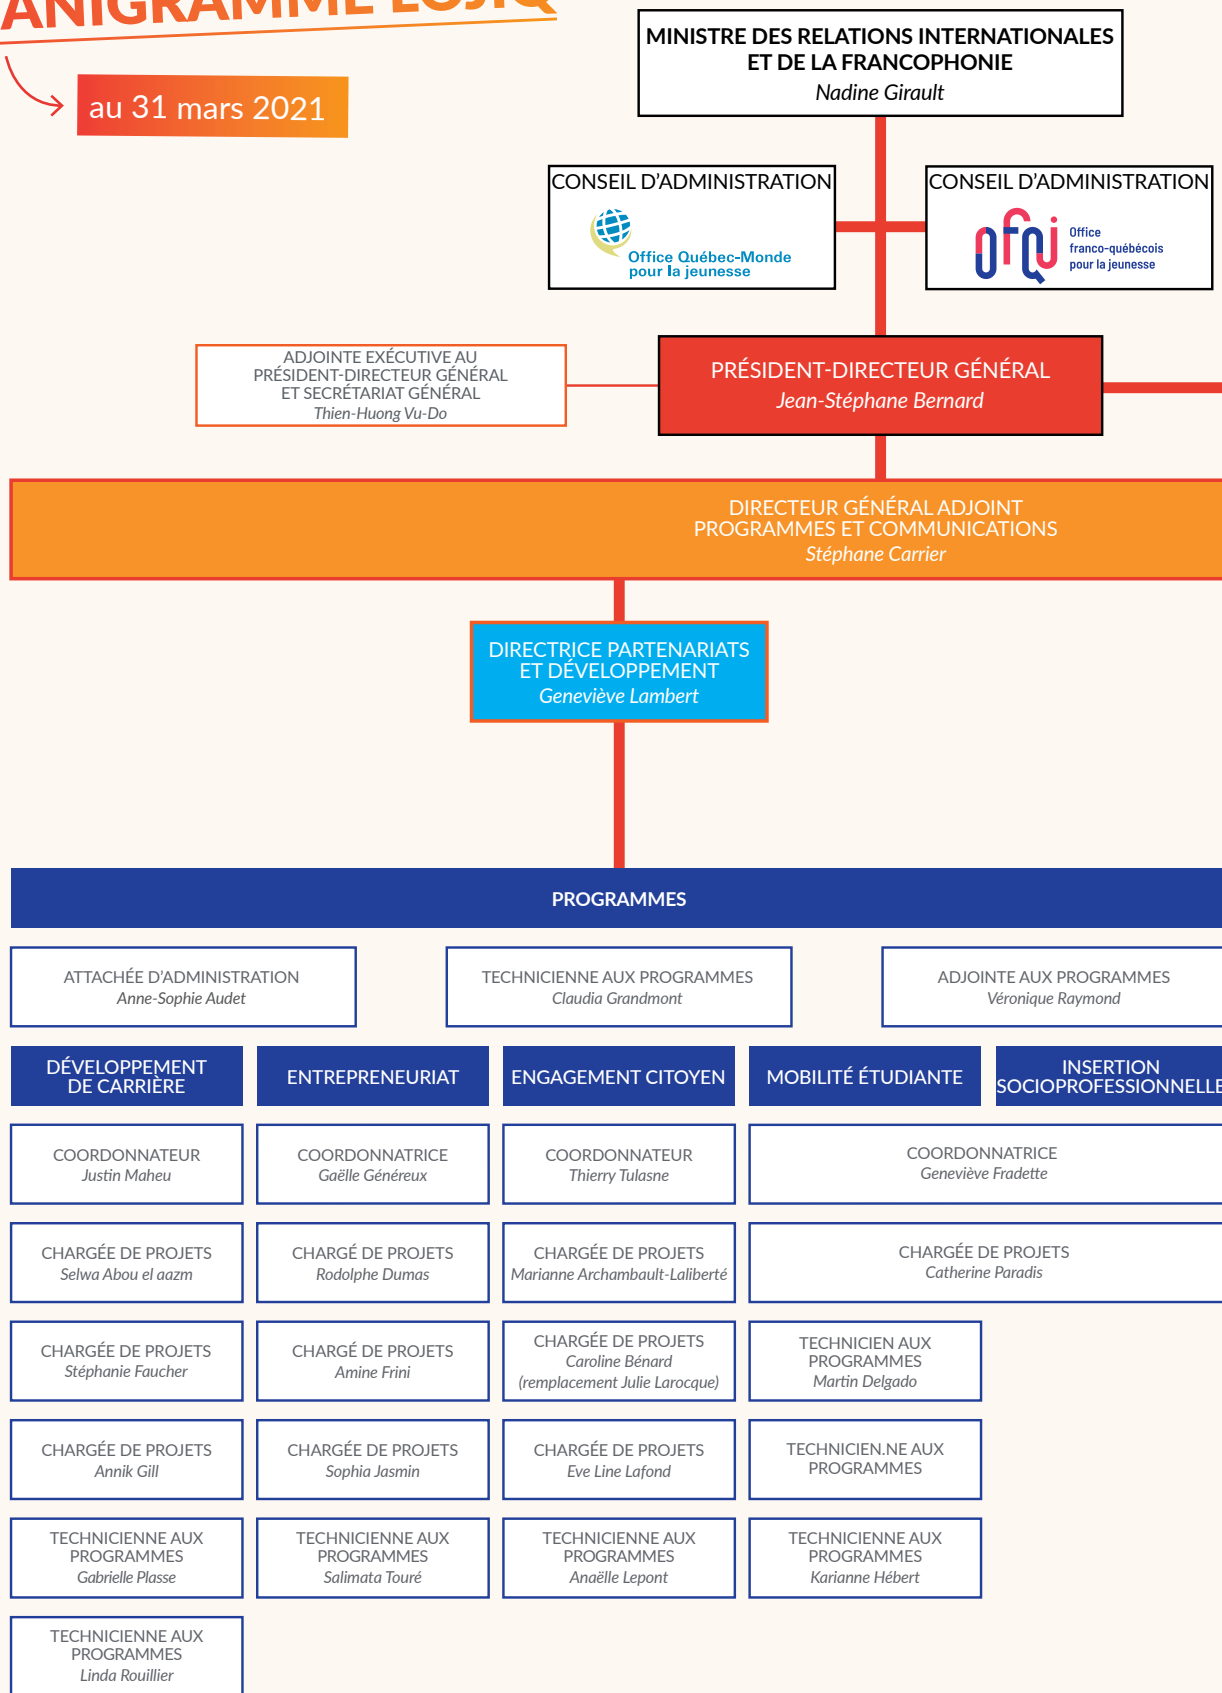 ANIGRAMME LOJIQ
au 31 mars 2021
MINISTRE DES RELATIONS INTERNATIONALES
ET DE LA FRANCOPHONIE
Nadine Girault
CONSEIL D'ADMINISTRATION
Office Québec-Monde
pour la jeunesse
CONSEIL D'ADMINISTRATION
ofqj
Office
franco-québécois
pour la jeunesse
ADJOINTE EXÉCUTIVE AU
PRÉSIDENT-DIRECTEUR GÉNÉRAL
ET SECRÉTARIAT GÉNÉRAL
Thien-Huong Vu-Do
PRÉSIDENT-DIRECTEUR GÉNÉRAL
Jean-Stéphane Bernard
DIRECTEUR GÉNÉRAL ADJOINT
PROGRAMMES ET COMMUNICATIONS
Stéphane Carrier
DIRECTRICE PARTENARIATS
ET DÉVELOPPEMENT
Geneviève Lambert
PROGRAMMES
ATTACHÉE D'ADMINISTRATION
Anne-Sophie Audet
TECHNICIENNE AUX PROGRAMMES
Claudia Grandmont
ADJOINTE AUX PROGRAMMES
Véronique Raymond
DÉVELOPPEMENT
DE CARRIÈRE
COORDONNATEUR
Justin Maheu
CHARGÉE DE PROJETS
Selwa Abou el aazm
CHARGÉE DE PROJETS
Stéphanie Faucher
CHARGÉE DE PROJETS
Annik Gill
TECHNICIENNE AUX
PROGRAMMES
Gabrielle Plasse
TECHNICIENNE AUX
PROGRAMMES
Linda Rouillier
ENTREPRENEURIAT
COORDONNATRICE
Gaëlle Généreux
CHARGÉ DE PROJETS
Rodolphe Dumas
CHARGÉ DE PROJETS
Amine Frini
CHARGÉE DE PROJETS
Sophia Jasmin
TECHNICIENNE AUX
PROGRAMMES
Salimata Touré
ENGAGEMENT CITOYEN
COORDONNATEUR
Thierry Tulasne
CHARGÉE DE PROJETS
Marianne Archambault-Laliberté
CHARGÉE DE PROJETS
Caroline Bénard
(remplacement Julie Larocque)
CHARGÉE DE PROJETS
Eve Line Lafond
TECHNICIENNE AUX
PROGRAMMES
Anaëlle Lepont
MOBILITÉ ÉTUDIANTE
INSERTION
SOCIOPROFESSIONNELLE
COORDONNATRICE
Geneviève Fradette
CHARGÉE DE PROJETS
Catherine Paradis
TECHNICIEN AUX
PROGRAMMES
Martin Delgado
TECHNICIEN.NE AUX
PROGRAMMES
TECHNICIENNE AUX
PROGRAMMES
Karianne Hébert